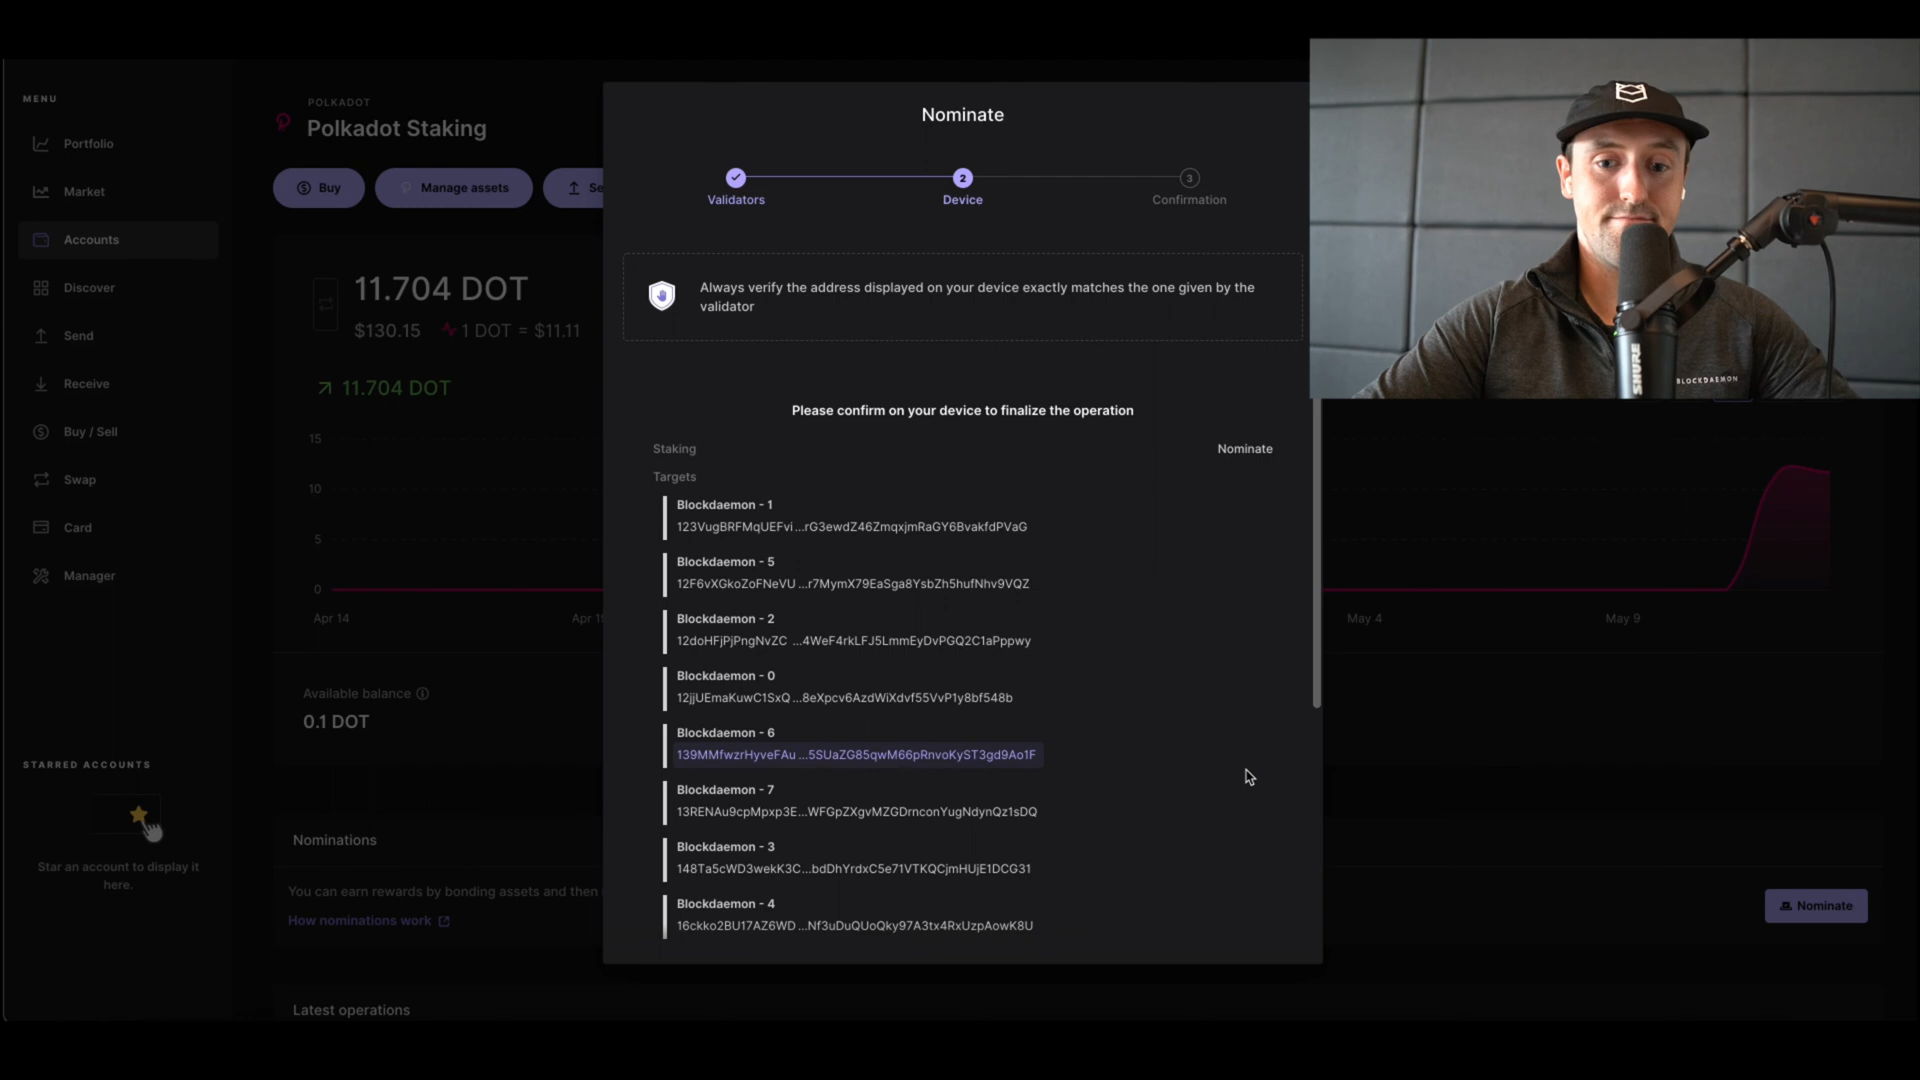 MENU
Portfolio
Market
Accounts
Discover
Send
Receive
Buy / Sell
Swap
Card
Manager
STARRED ACCOUNTS
Star an account to display it
here.
POLKADOT
Polkadot Staking
Buy
Manage assets
11.704 DOT
$130.15
1 DOT = $11.11
11.704 DOT
15
10
5
0
Apr 14
May 4
May 9
Available balance
0.1 DOT
Nominations
You can earn rewards by bonding assets and then
How nominations work
Nominate
Latest operations
Nominate
Validators
2
Device
3
Confirmation
Always verify the address displayed on your device exactly matches the one given by the
validator
Please confirm on your device to finalize the operation
Staking
Nominate
Targets
Blockdaemon - 1
123VugBRFMqUEFvi...rG3ewdZ46ZmqxjmRaGY6BvakfdPVaG
Blockdaemon - 5
12F6vXGkoZoFNeVU...r7MymX79EaSga8YsbZh5hufNhv9VQZ
Blockdaemon - 2
12doHFjPjPngNvZC ...4WeF4rkLFJ5LmmEyDvPGQ2C1aPppwy
Blockdaemon - 0
12jjUEmaKuwC1SxQ...8eXpcv6AzdWiXdvf55VvP1y8bf548b
Blockdaemon - 6
139MMfwzrHyveFAu...5SUaZG85qwM66pRnvoKyST3gd9Ao1F
Blockdaemon - 7
13RENAu9cpMpxp3E...WFGpZXgvMZGDrnconYugNdynQz1sDQ
Blockdaemon - 3
148Ta5cWD3wekK3C...bdDhYrdxC5e71VTKQCjmHUjE1DCG31
Blockdaemon - 4
16ckko2BU17AZ6WD...Nf3uDuQUoQky97A3tx4RxUzpAowK8U
SHURE
BLOCKDAEMON